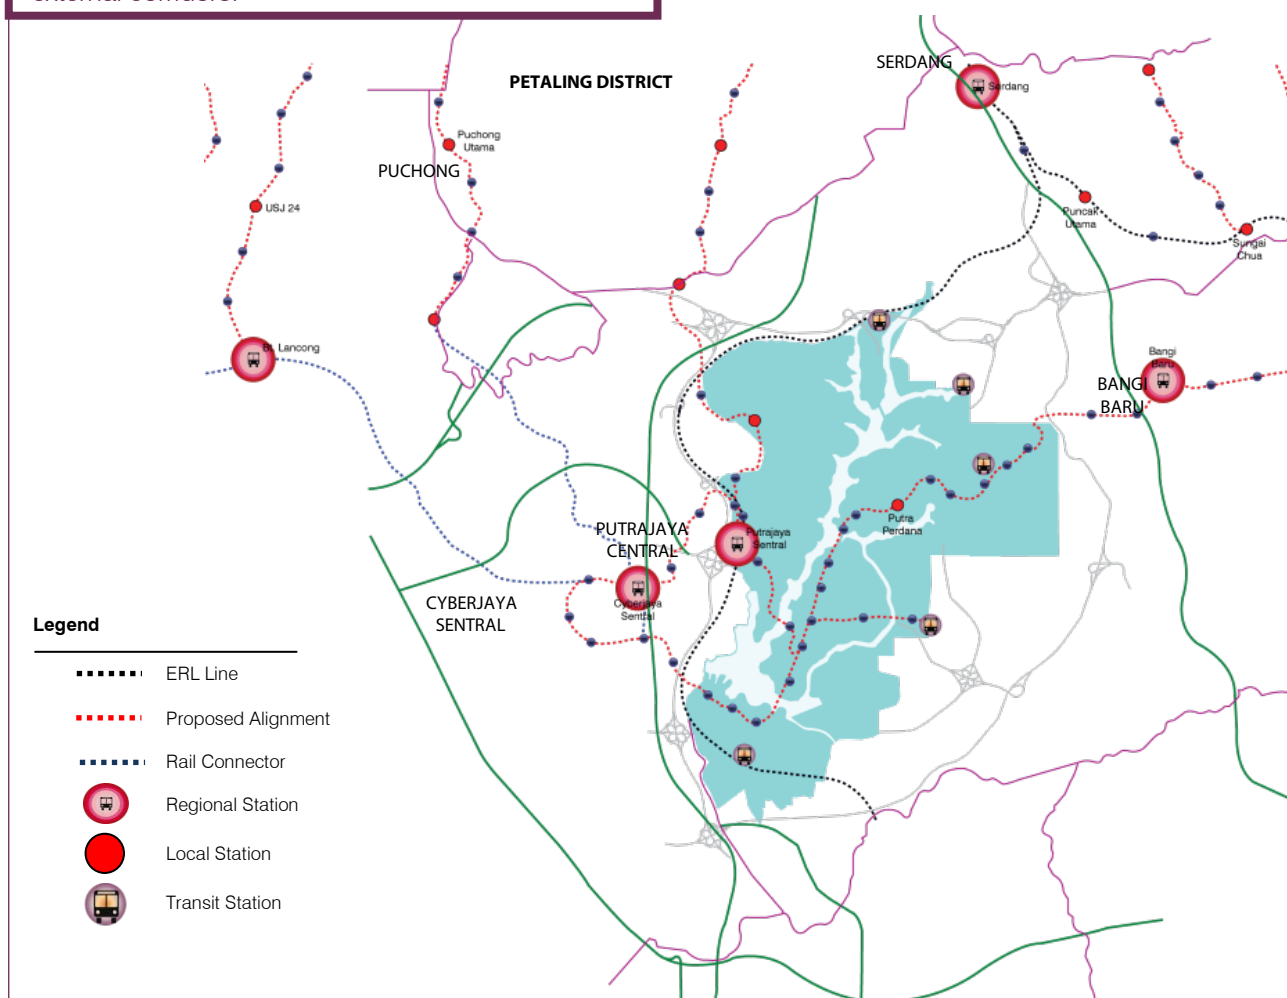 SERDANG
PETALING DISTRICT
Serdang
Puchong
Utama
PUCHONG
USJ 24
Puncak
Utama
Sungai
Chua
Bt. Lancong
Bangi
Baru
BANGI
BARU
Putra
Perdana
PUTRAJAYA
CENTRAL
Putrajaya
Sentral
CYBERJAYA
SENTRAL
Cyberjaya
Sentral
Legend
ERL Line
Proposed Alignment
Rail Connector
Regional Station
Local Station
Transit Station